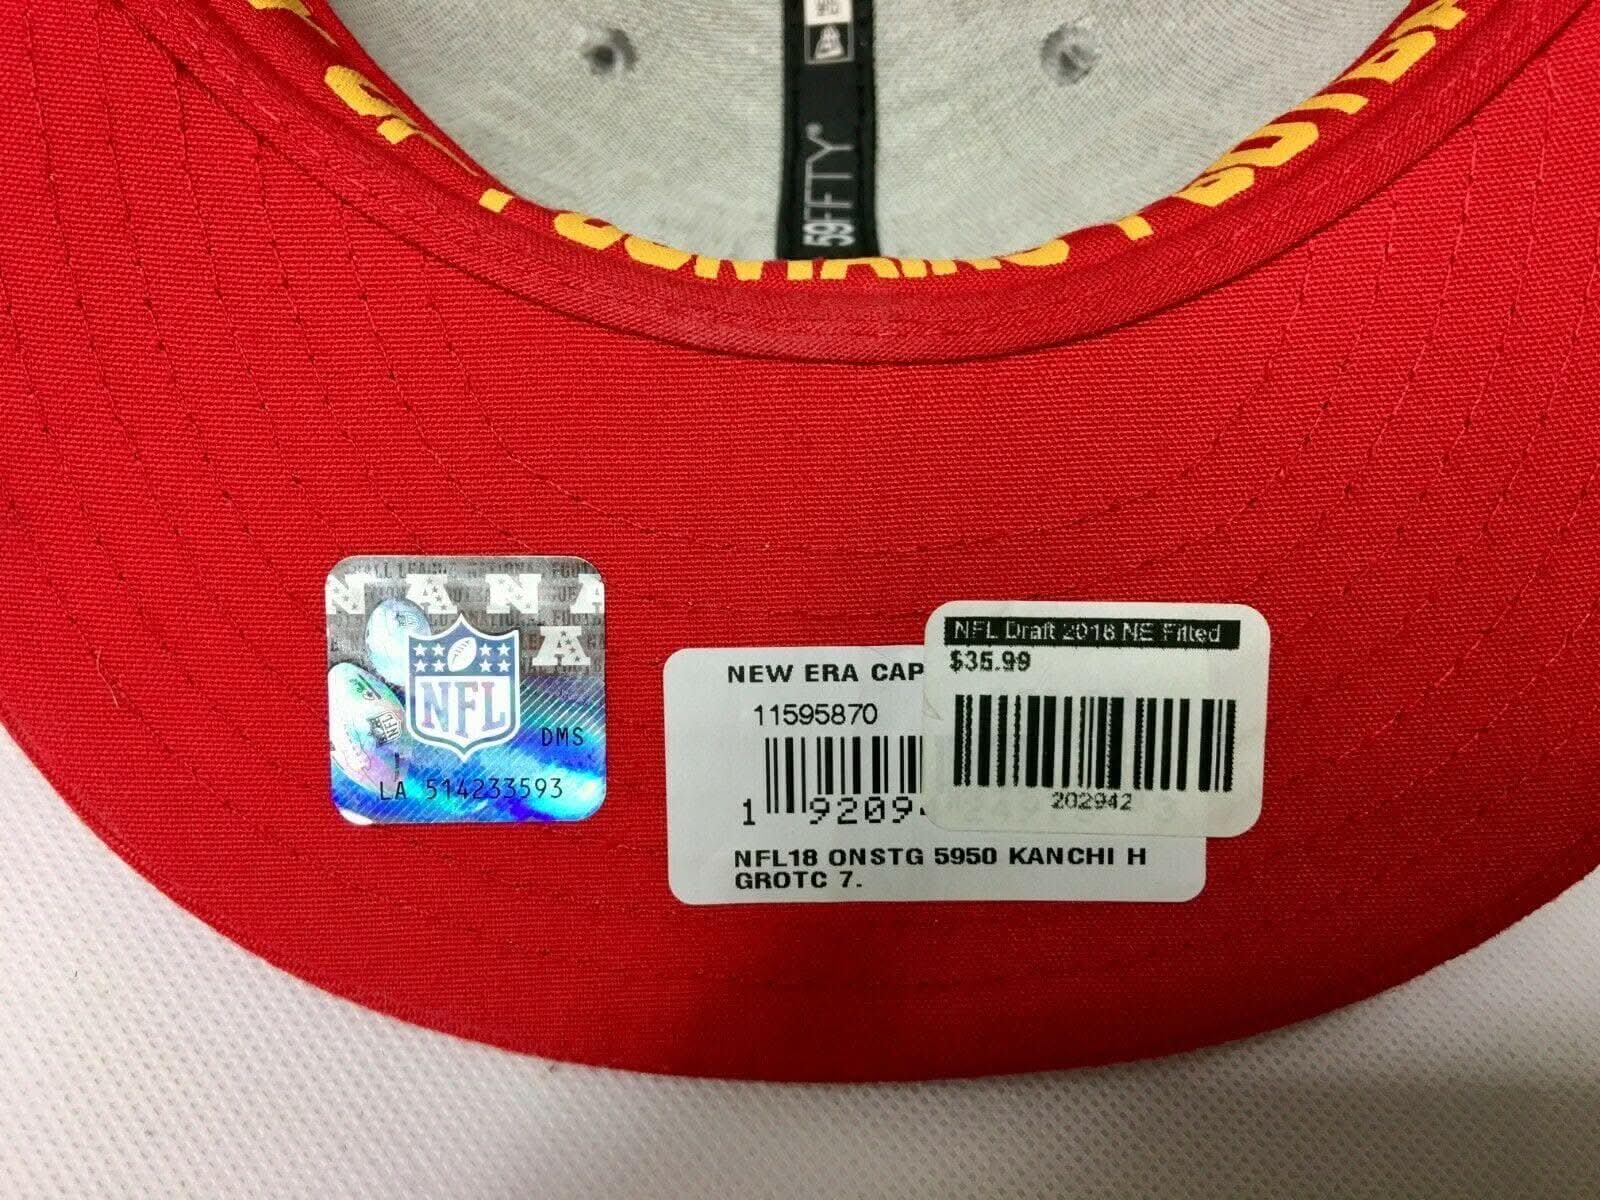 59FIFTY®
NFL
DMS
LA 514233593
NEW ERA CAP
11595870
1 9209
NFL18 ONSTG 5950 KANCHI H
GROTC 7.
NFL Draft 2018 NE Fitted
$35.99
202942